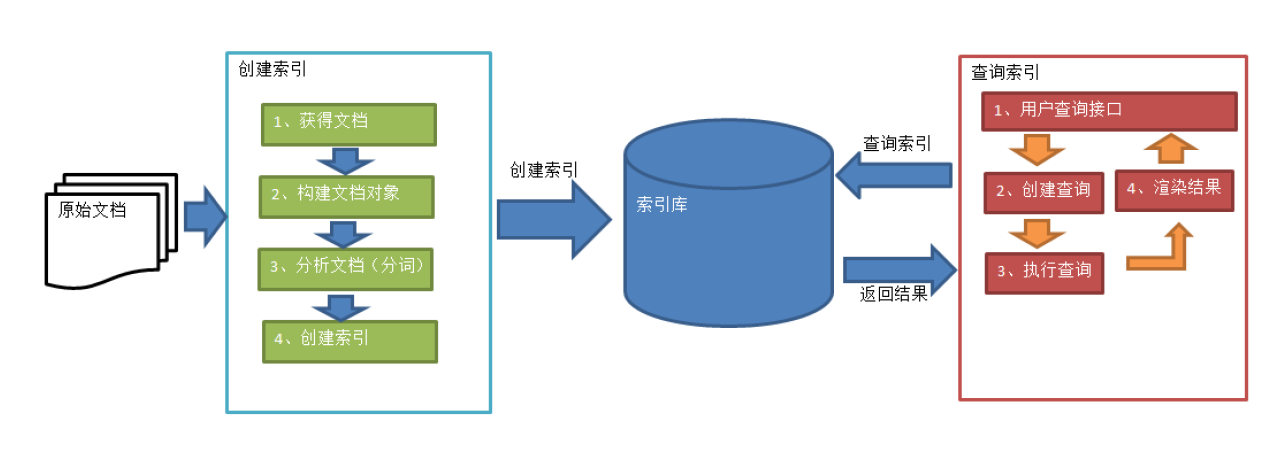 原始文档
创建索引
1、获得文档
2、构建文档对象
3、分析文档（分词）
4、创建索引
创建索引
索引库
查询索引
返回结果
查询索引
1、用户查询接口
2、创建查询
3、执行查询
4、渲染结果